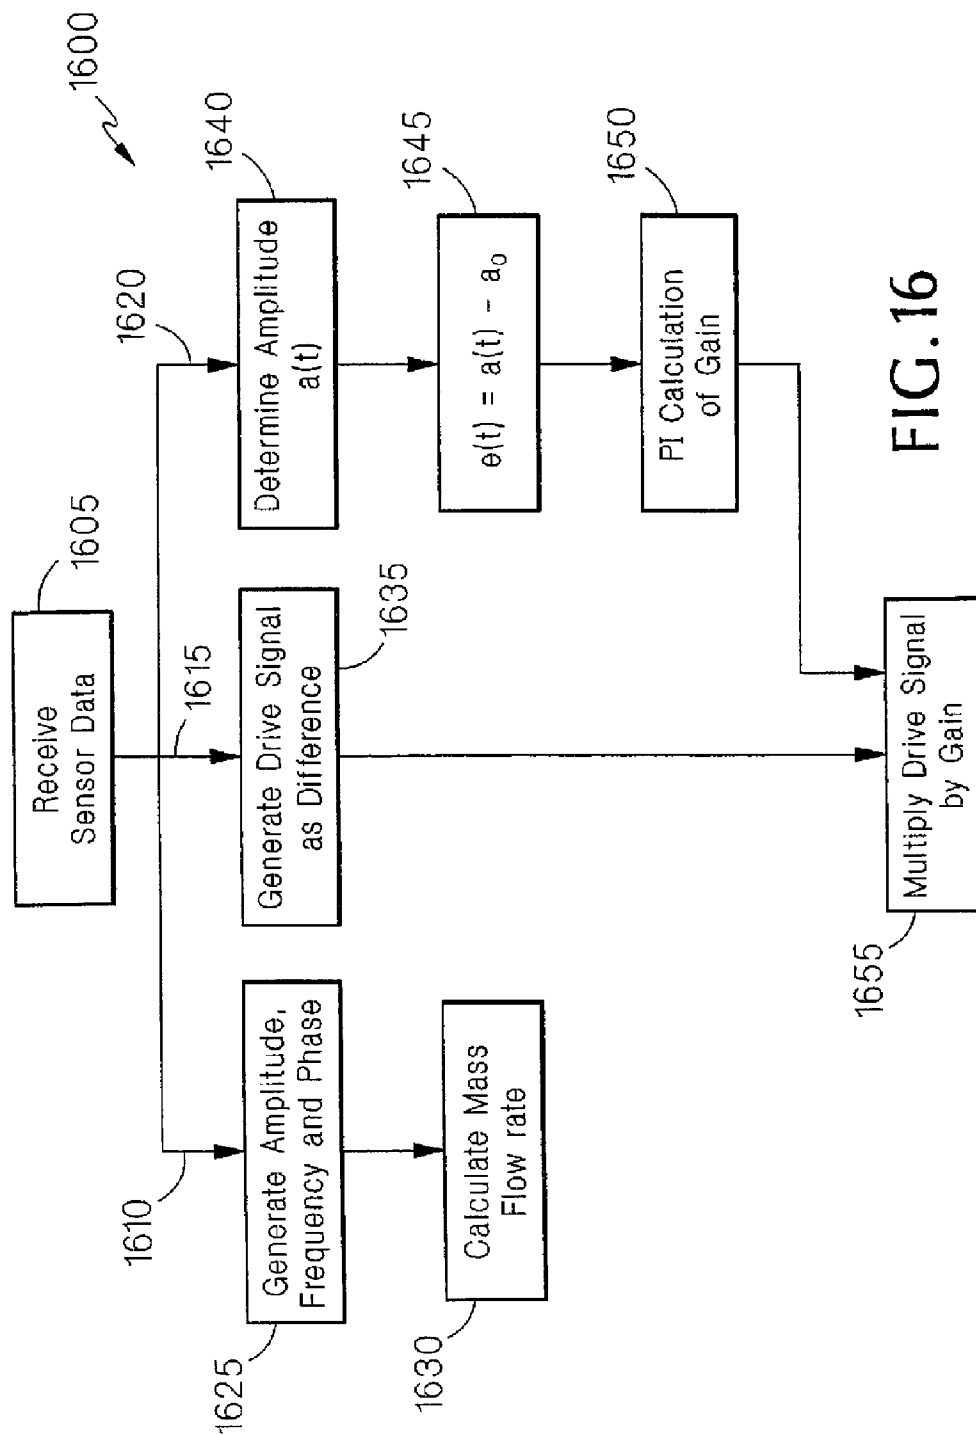 1600
Receive
Sensor Data
1605
1610
1615
1620
Generate Amplitude,
Frequency and Phase
1625
Generate Drive Signal
as Difference
1635
Determine Amplitude
a(t)
1640
Calculate Mass
Flow rate
1630
e(t) = a(t) - a₀
1645
PI Calculation
of Gain
1650
Multiply Drive Signal
by Gain
1655
FIG.16